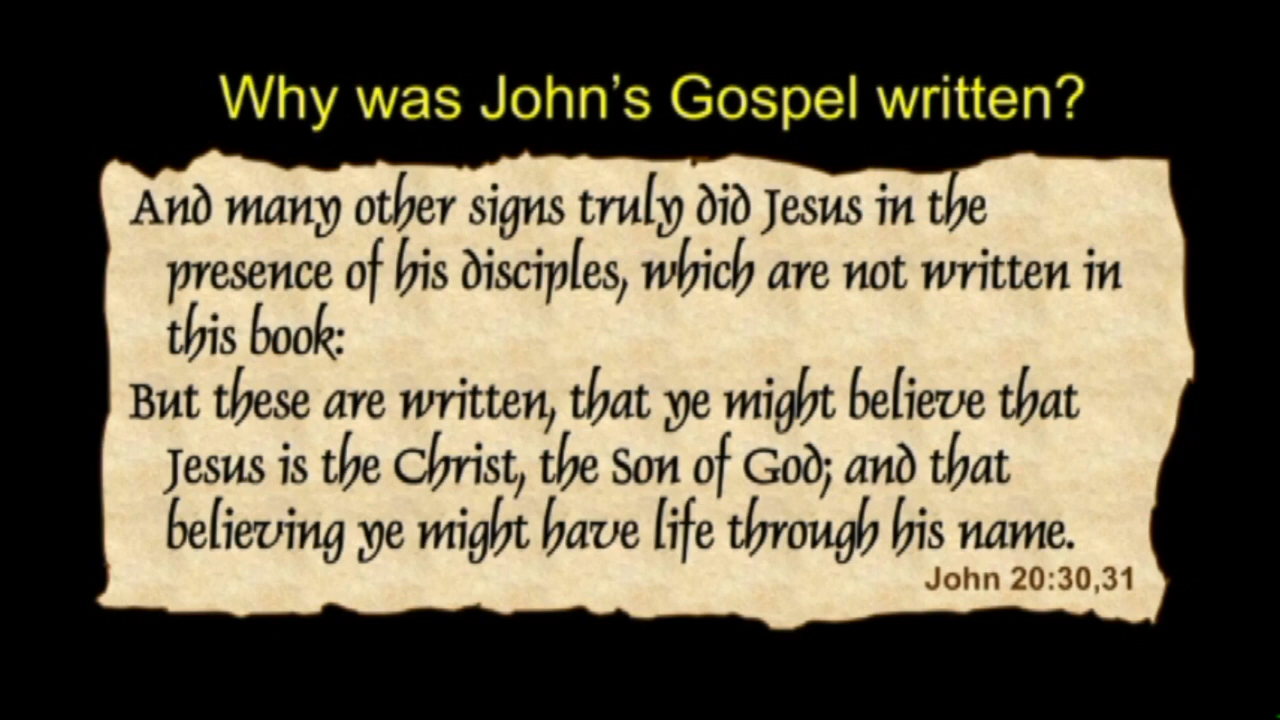 Why was John's Gospel written?
And many other signs truly did Jesus in the
presence of his disciples, which are not written in
this book:
But these are written, that ye might believe that
Jesus is the Christ, the Son of God; and that
believing ye might have life through his name.
John 20:30,31